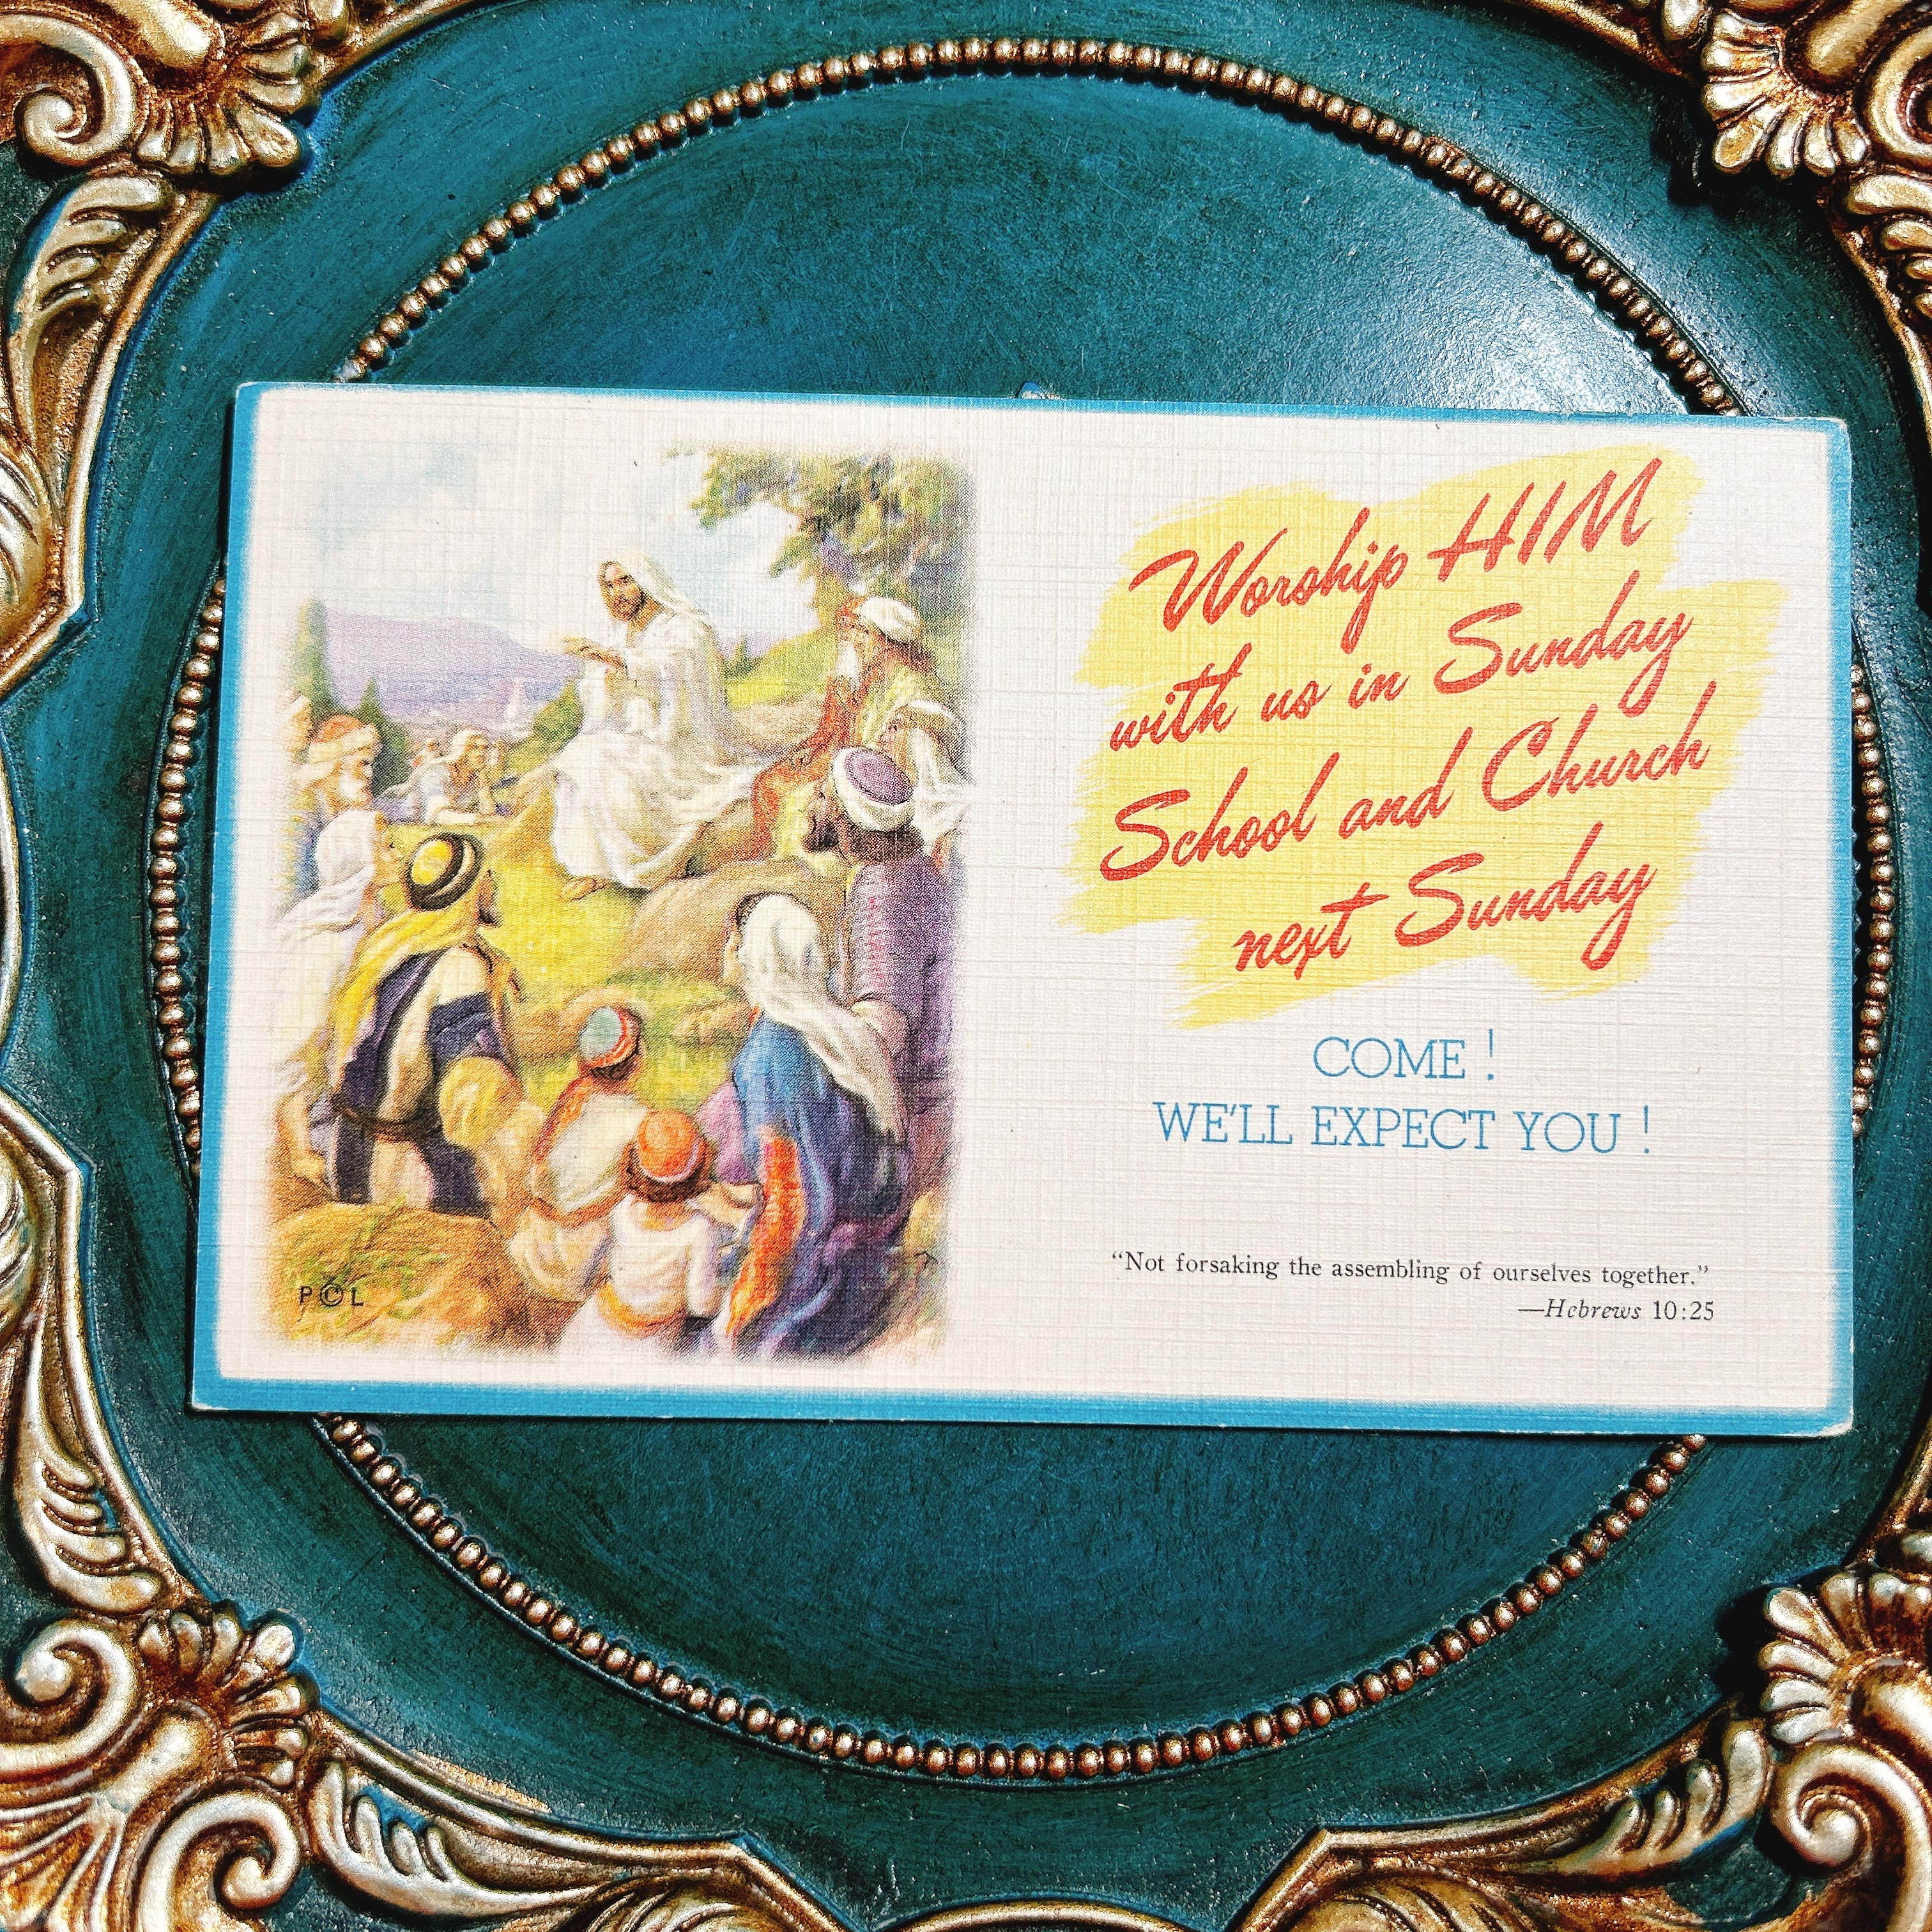 Worship HIM
with us in Sunday
School and Church
next Sunday
COME !
WE'LL EXPECT YOU !
“Not forsaking the assembling of ourselves together.”
—Hebrews 10:25
P©L